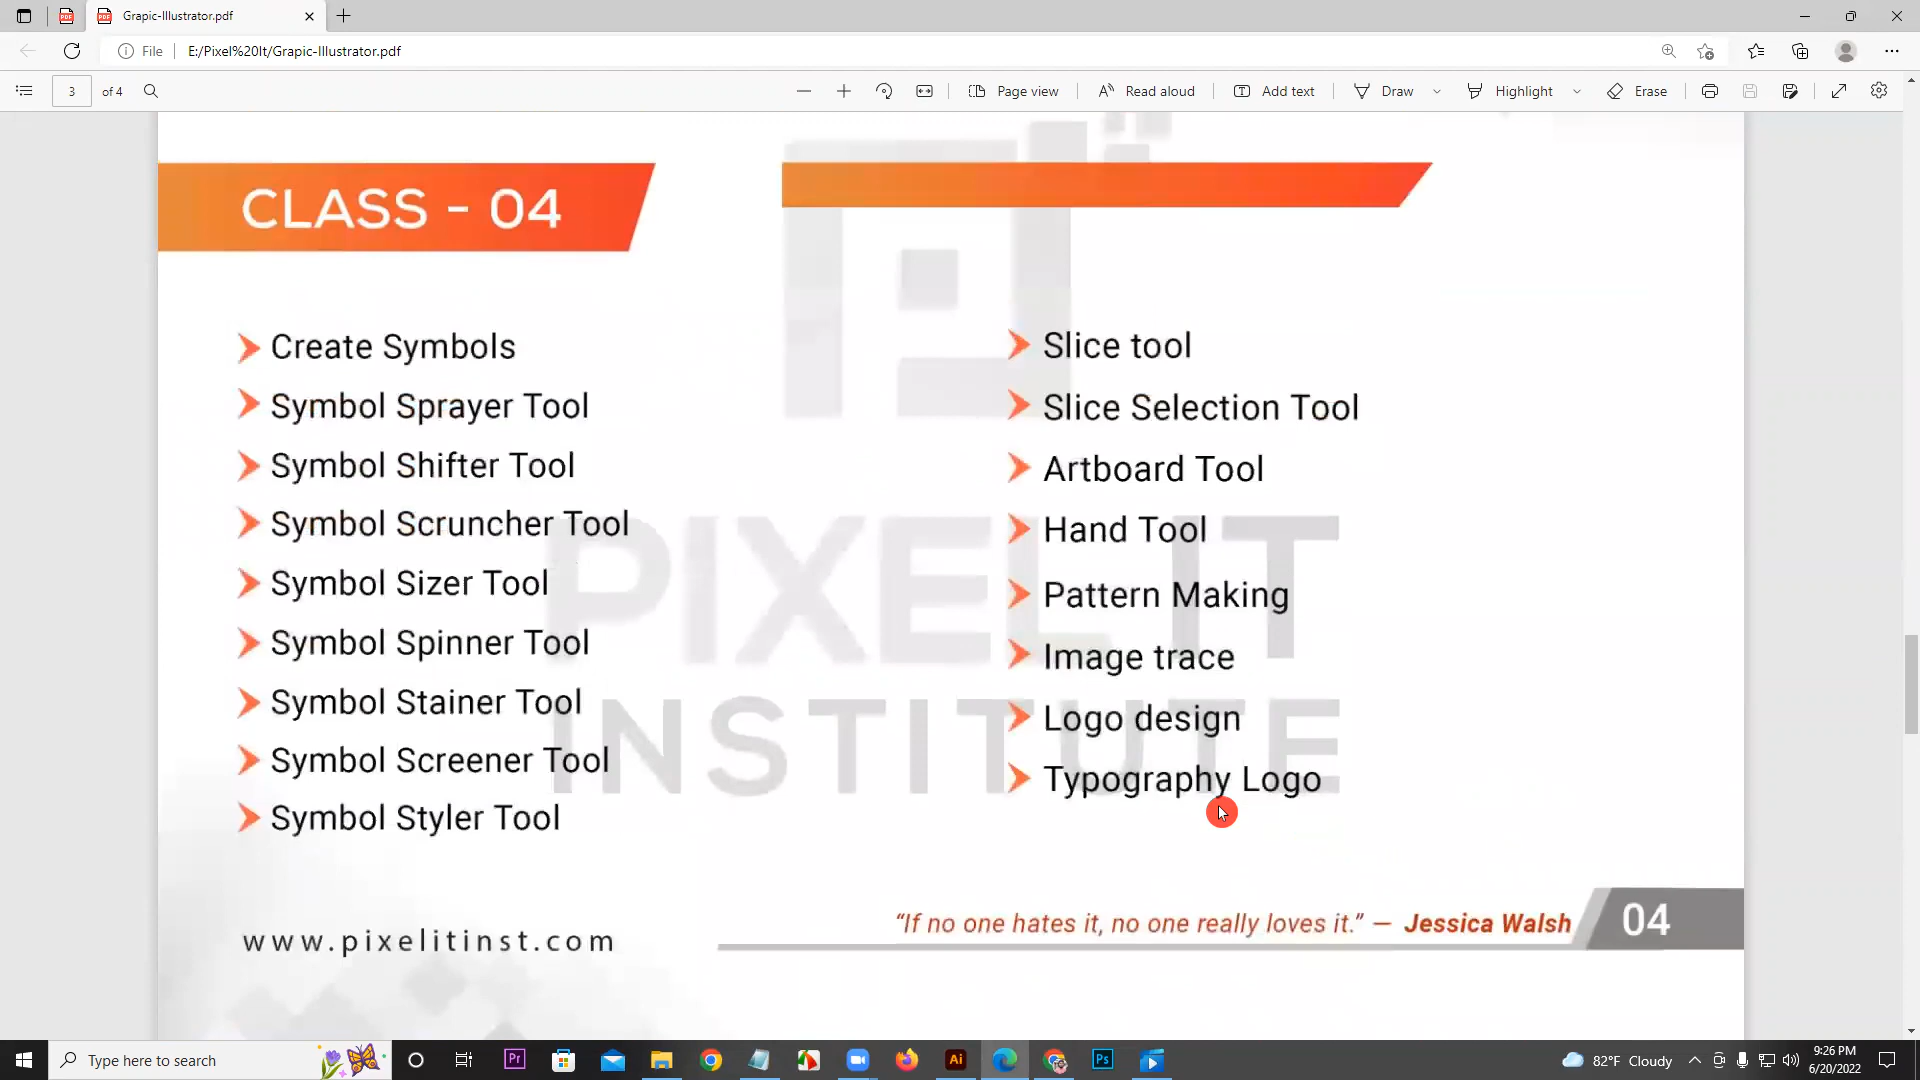 Grapic-Illustrator.pdf
File
E:/Pixel%20It/Grapic-Illustrator.pdf
3 of 4
Page view
Read aloud
Add text
Draw
Highlight
Erase
CLASS - 04
Create Symbols
Symbol Sprayer Tool
Symbol Shifter Tool
Symbol Scruncher Tool
Symbol Sizer Tool
Symbol Spinner Tool
Symbol Stainer Tool
Symbol Screener Tool
Symbol Styler Tool
Slice tool
Slice Selection Tool
Artboard Tool
Hand Tool
Pattern Making
Image trace
Logo design
Typography Logo
PIXEL IT
INSTITUTE
www.pixelitinst.com
“If no one hates it, no one really loves it.” — Jessica Walsh
04
Type here to search
Pr
Ai
Ps
82°F Cloudy
9:26 PM
6/20/2022